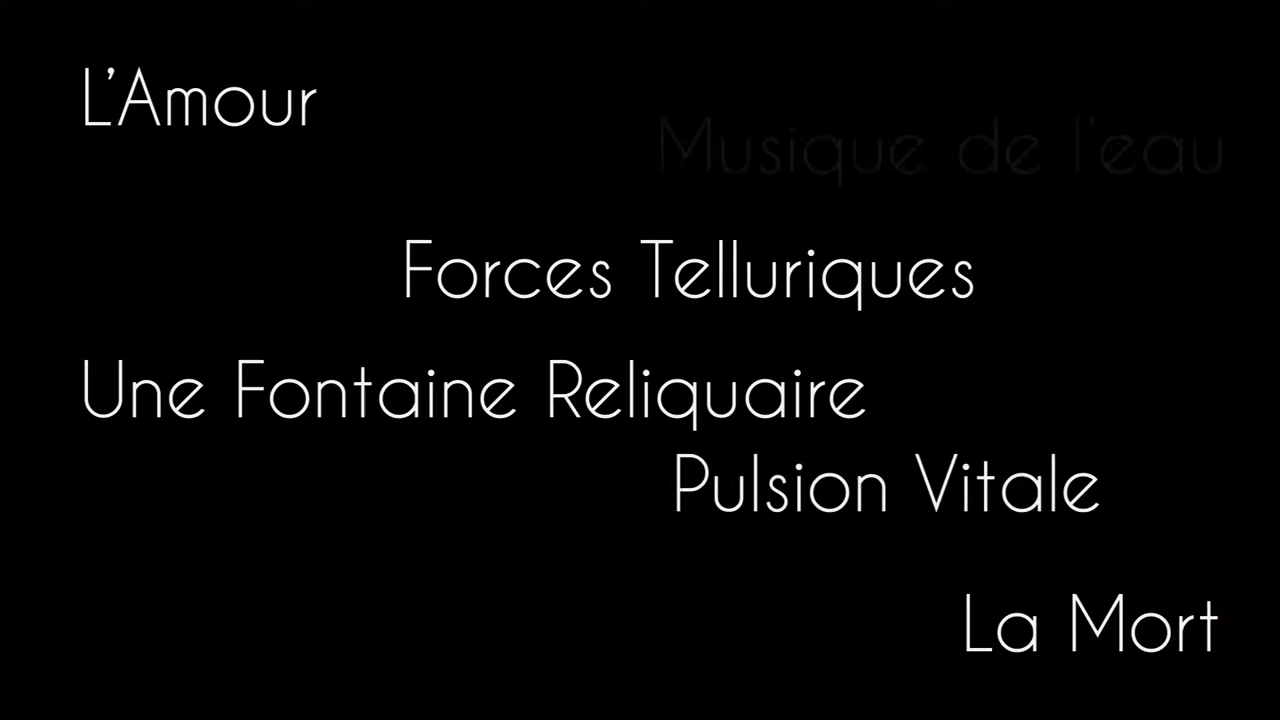 L'Amour
Musique de l'eau
Forces Telluriques
Une Fontaine Reliquaire
Pulsion Vitale
La Mort